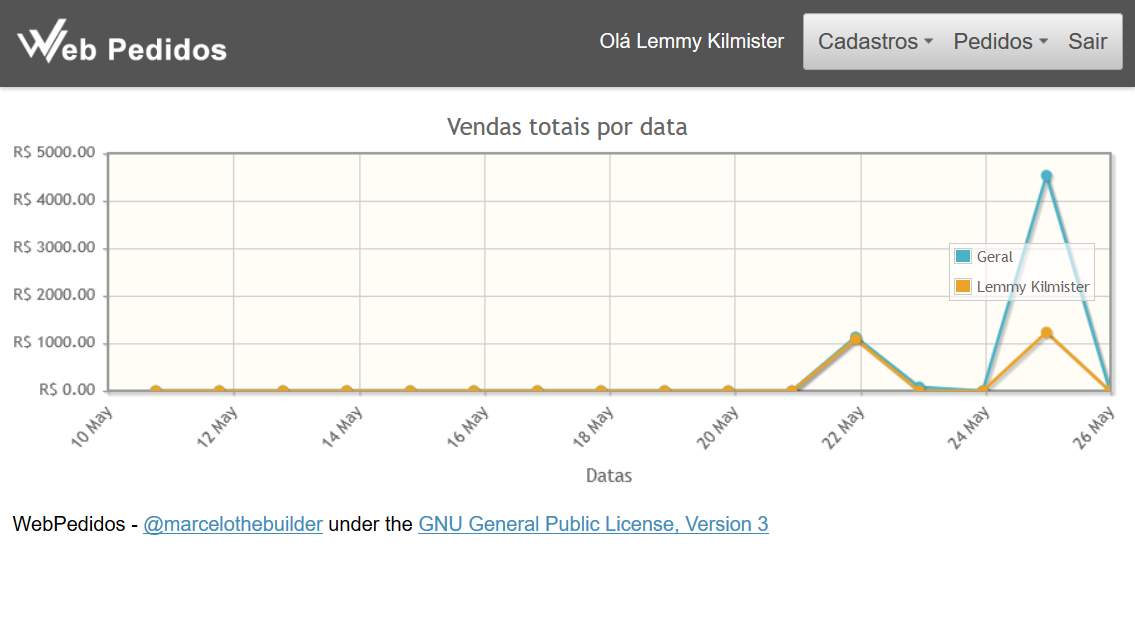 Web Pedidos
Olá Lemmy Kilmister
Cadastros
Pedidos
Sair
Vendas totais por data
R$ 5000.00
R$ 4000.00
R$ 3000.00
R$ 2000.00
R$ 1000.00
R$ 0.00
Geral
Lemmy Kilmister
10 May
12 May
14 May
16 May
18 May
20 May
22 May
24 May
26 May
Datas
WebPedidos - @marcelothebuilder under the GNU General Public License, Version 3